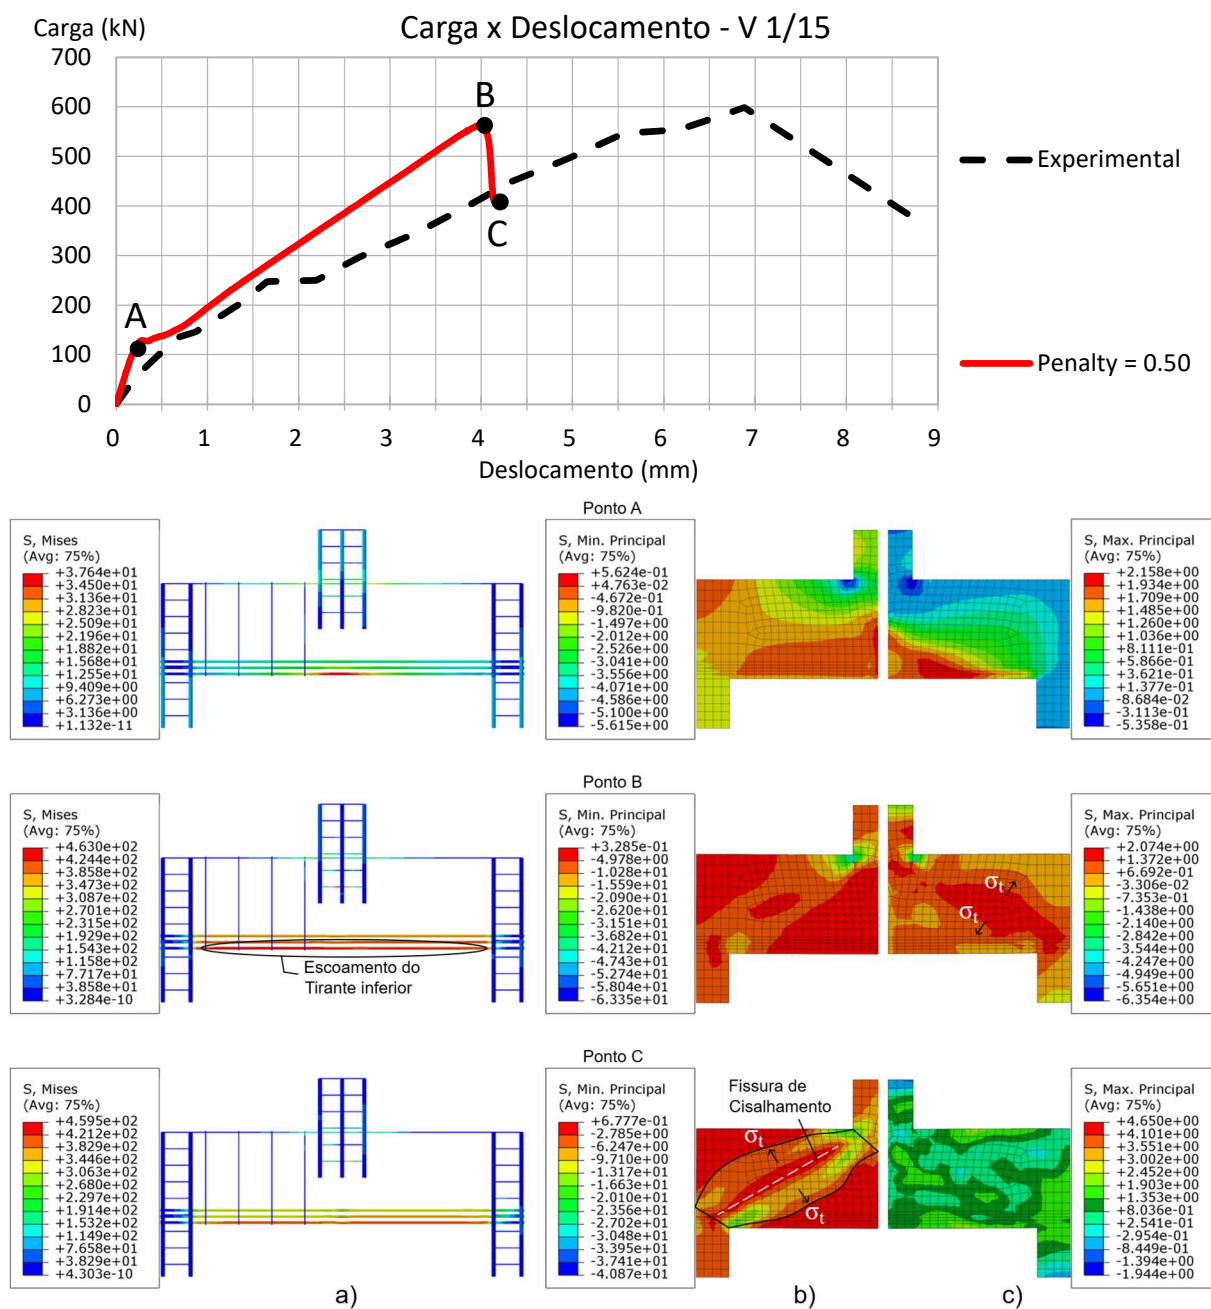 Carga (kN)
Carga x Deslocamento - V 1/15
700
600
500
400
300
200
100
0
A
B
C
0 1 2 3 4 5 6 7 8 9
Deslocamento (mm)
Experimental
Penalty = 0.50
Ponto A
S, Mises
(Avg: 75%)
+3.764e+01
+3.450e+01
+3.136e+01
+2.823e+01
+2.509e+01
+2.196e+01
+1.882e+01
+1.568e+01
+1.255e+01
+9.409e+00
+6.273e+00
+3.136e+00
+1.132e-11
S, Min. Principal
(Avg: 75%)
+5.624e-01
+4.763e-02
-4.672e-01
-9.820e-01
-1.497e+00
-2.012e+00
-2.526e+00
-3.041e+00
-3.556e+00
-4.071e+00
-4.586e+00
-5.100e+00
-5.615e+00
S, Max. Principal
(Avg: 75%)
+2.158e+00
+1.934e+00
+1.709e+00
+1.485e+00
+1.260e+00
+1.036e+00
+8.111e-01
+5.866e-01
+3.621e-01
+1.377e-01
-8.684e-02
-3.113e-01
-5.358e-01
Ponto B
S, Mises
(Avg: 75%)
+4.630e+02
+4.244e+02
+3.858e+02
+3.473e+02
+3.087e+02
+2.701e+02
+2.315e+02
+1.929e+02
+1.543e+02
+1.158e+02
+7.717e+01
+3.858e+01
+3.284e-10
Escoamento do
Tirante inferior
S, Min. Principal
(Avg: 75%)
+3.285e-01
-4.978e+00
-1.028e+01
-1.559e+01
-2.090e+01
-2.620e+01
-3.151e+01
-3.682e+01
-4.212e+01
-4.743e+01
-5.274e+01
-5.804e+01
-6.335e+01
σt
σt
S, Max. Principal
(Avg: 75%)
+2.074e+00
+1.372e+00
+6.692e-01
-3.306e-02
-7.353e-01
-1.438e+00
-2.140e+00
-2.842e+00
-3.544e+00
-4.247e+00
-4.949e+00
-5.651e+00
-6.354e+00
Ponto C
S, Mises
(Avg: 75%)
+4.595e+02
+4.212e+02
+3.829e+02
+3.446e+02
+3.063e+02
+2.680e+02
+2.297e+02
+1.914e+02
+1.532e+02
+1.149e+02
+7.658e+01
+3.829e+01
+4.303e-10
S, Min. Principal
(Avg: 75%)
+6.777e-01
-2.785e+00
-6.247e+00
-9.710e+00
-1.317e+01
-1.663e+01
-2.010e+01
-2.356e+01
-2.702e+01
-3.048e+01
-3.395e+01
-3.741e+01
-4.087e+01
Fissura de
Cisalhamento
σt
σt
S, Max. Principal
(Avg: 75%)
+4.650e+00
+4.101e+00
+3.551e+00
+3.002e+00
+2.452e+00
+1.903e+00
+1.353e+00
+8.036e-01
+2.541e-01
-2.954e-01
-8.449e-01
-1.394e+00
-1.944e+00
a)
b)
c)